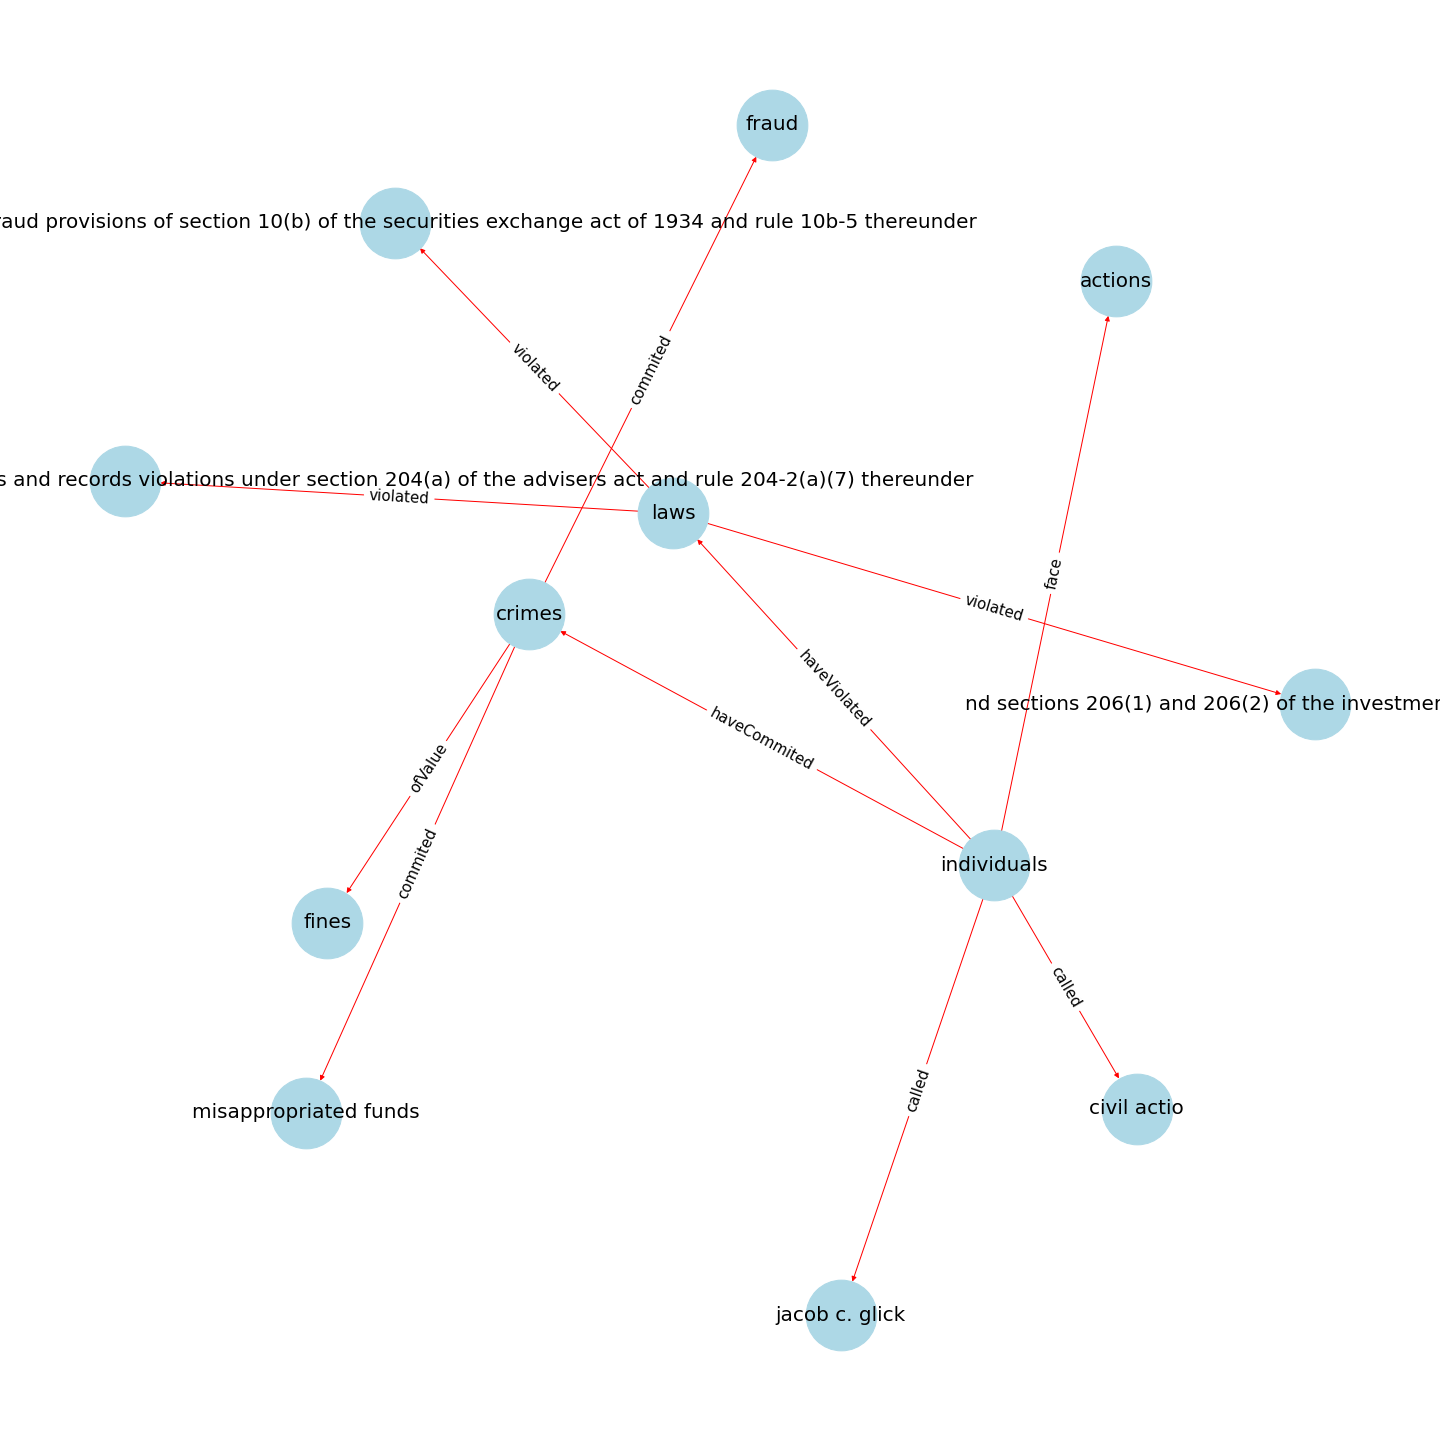 fraud
raud provisions of section 10(b) of the securities exchange act of 1934 and rule 10b-5 thereunder
actions
violated
commited
s and records violations under section 204(a) of the advisers act and rule 204-2(a)(7) thereunder
violated
laws
face
violated
crimes
haveViolated
nd sections 206(1) and 206(2) of the investmer
haveCommited
ofValue
commited
individuals
fines
called
called
misappropriated funds
civil actio
jacob c. glick